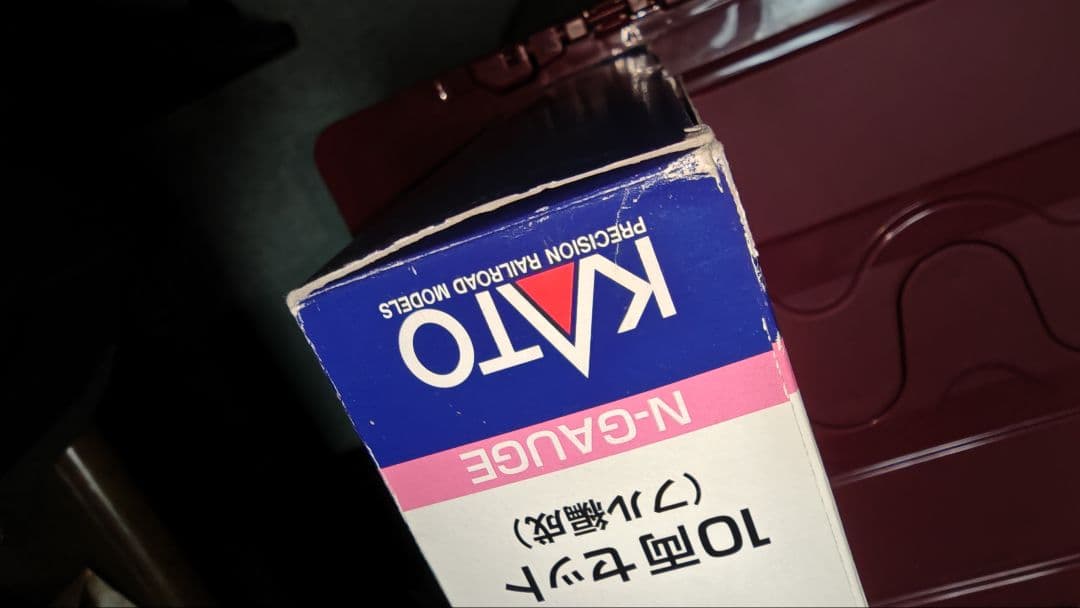 KATO
PRECISION RAILROAD MODELS
N-GAUGE
10両セット
(フル編成)